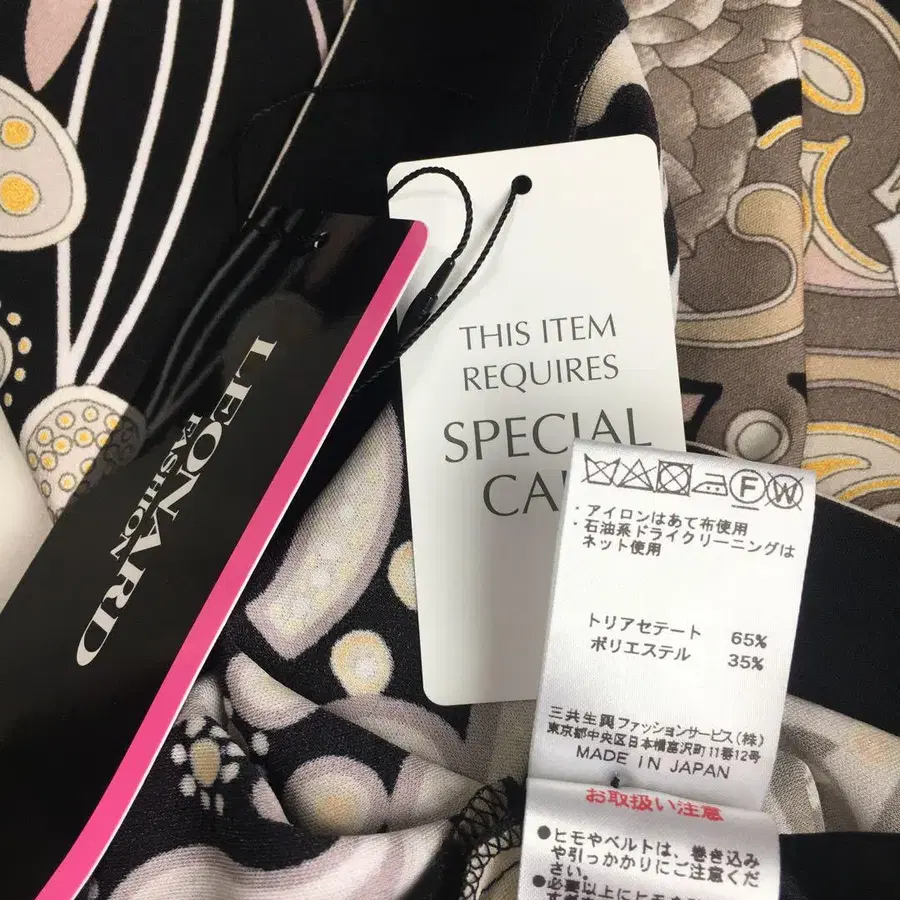 LEONARD
FASHION
THIS ITEM
REQUIRES
SPECIAL
F W
・アイロンはあて布使用
・石油系ドライクリーニングは
ネット使用
トリアセテート 65%
ポリエステル 35%
三共生興ファッションサービス(株)
東京都中央区日本橋富沢町11番12号
MADE IN JAPAN
お取扱い注意
●ヒモやベルトは、巻き込み
や引っかかりにご注意くだ
さい。
●必要以上にヒモを